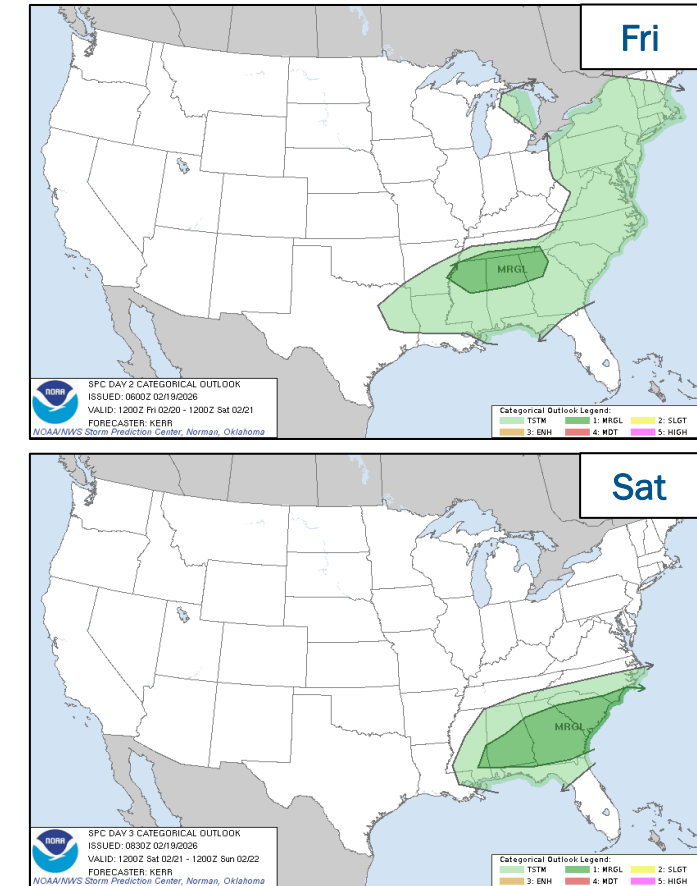 Fri
MRGL
SPC DAY 2 CATEGORICAL OUTLOOK
ISSUED: 0600Z 02/19/2026
VALID: 1200Z Fri 02/20 - 1200Z Sat 02/21
FORECASTER: KERR
NOAA/NWS Storm Prediction Center, Norman, Oklahoma
NOAA
Categorical Outlook Legend:
TSTM 1: MRGL 2: SLGT
3: ENH 4: MDT 5: HIGH
Sat
MRGL
SPC DAY 3 CATEGORICAL OUTLOOK
ISSUED: 0830Z 02/19/2026
VALID: 1200Z Sat 02/21 - 1200Z Sun 02/22
FORECASTER: KERR
NOAA/NWS Storm Prediction Center, Norman, Oklahoma
NOAA
Categorical Outlook Legend:
TSTM 1: MRGL 2: SLGT
3: ENH 4: MDT 5: HIGH